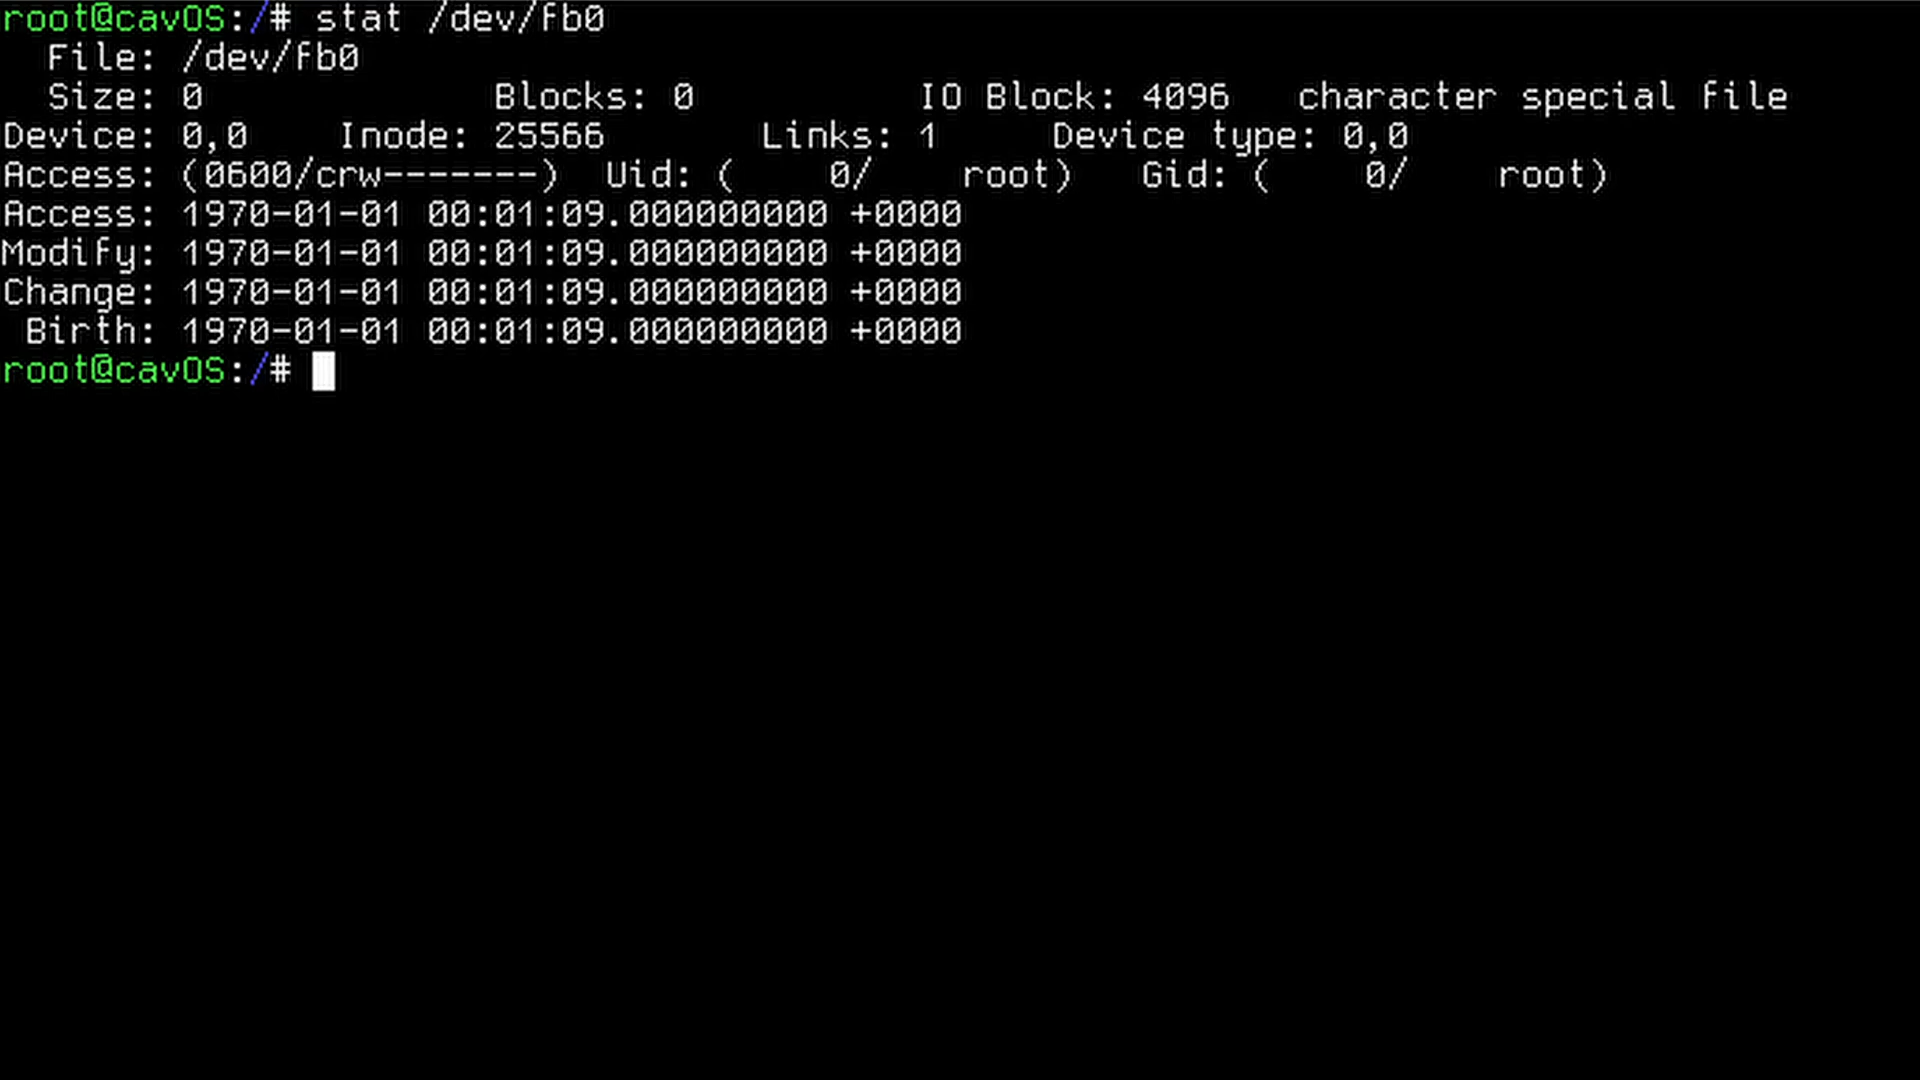 root@cavOS:/# stat /dev/fb0
  File: /dev/fb0
  Size: 0             Blocks: 0          IO Block: 4096   character special file
Device: 0,0    Inode: 25566       Links: 1     Device type: 0,0
Access: (0600/crw-------)  Uid: (    0/    root)   Gid: (    0/    root)
Access: 1970-01-01 00:01:09.000000000 +0000
Modify: 1970-01-01 00:01:09.000000000 +0000
Change: 1970-01-01 00:01:09.000000000 +0000
 Birth: 1970-01-01 00:01:09.000000000 +0000
root@cavOS:/#